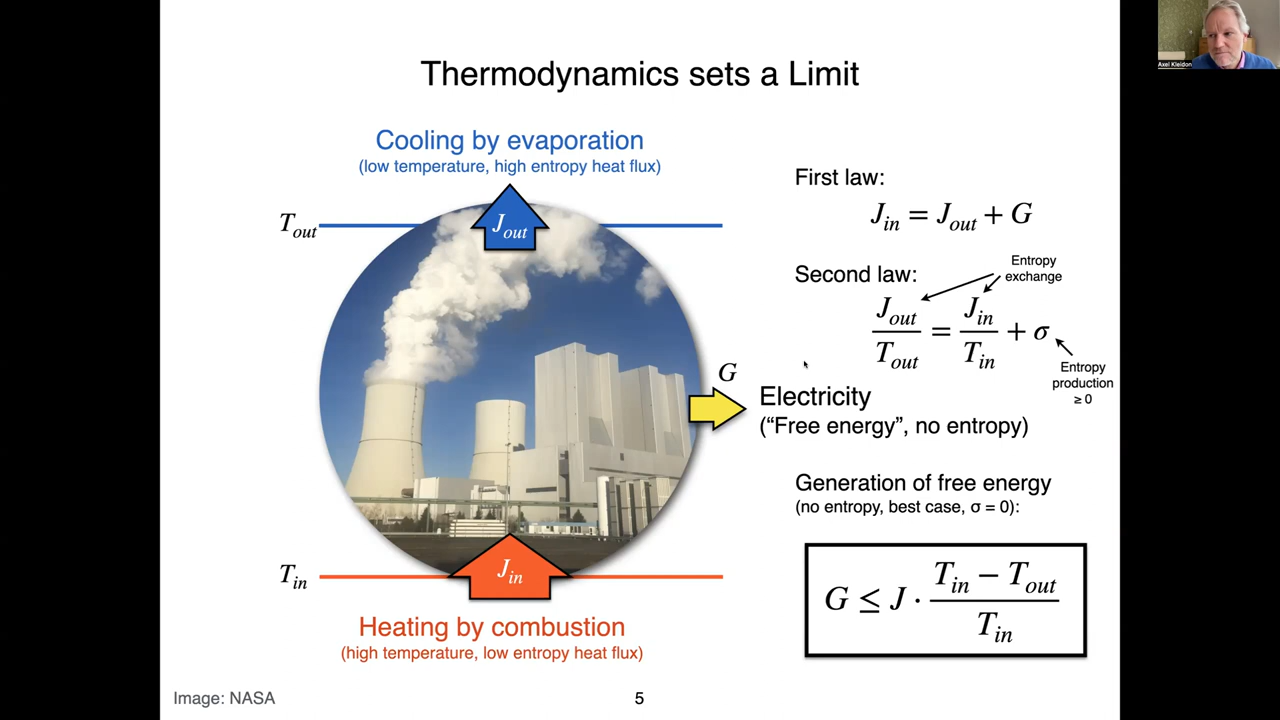 Thermodynamics sets a Limit
Axel Kleidon
Cooling by evaporation
(low temperature, high entropy heat flux)
T_out
J_out
First law:
J_in = J_out + G
Second law:
Entropy
exchange
J_out / T_out = J_in / T_in + σ
Entropy
production
≥ 0
G
Electricity
(“Free energy”, no entropy)
Generation of free energy
(no entropy, best case, σ = 0):
G ≤ J · (T_in − T_out) / T_in
T_in
J_in
Heating by combustion
(high temperature, low entropy heat flux)
Image: NASA
5